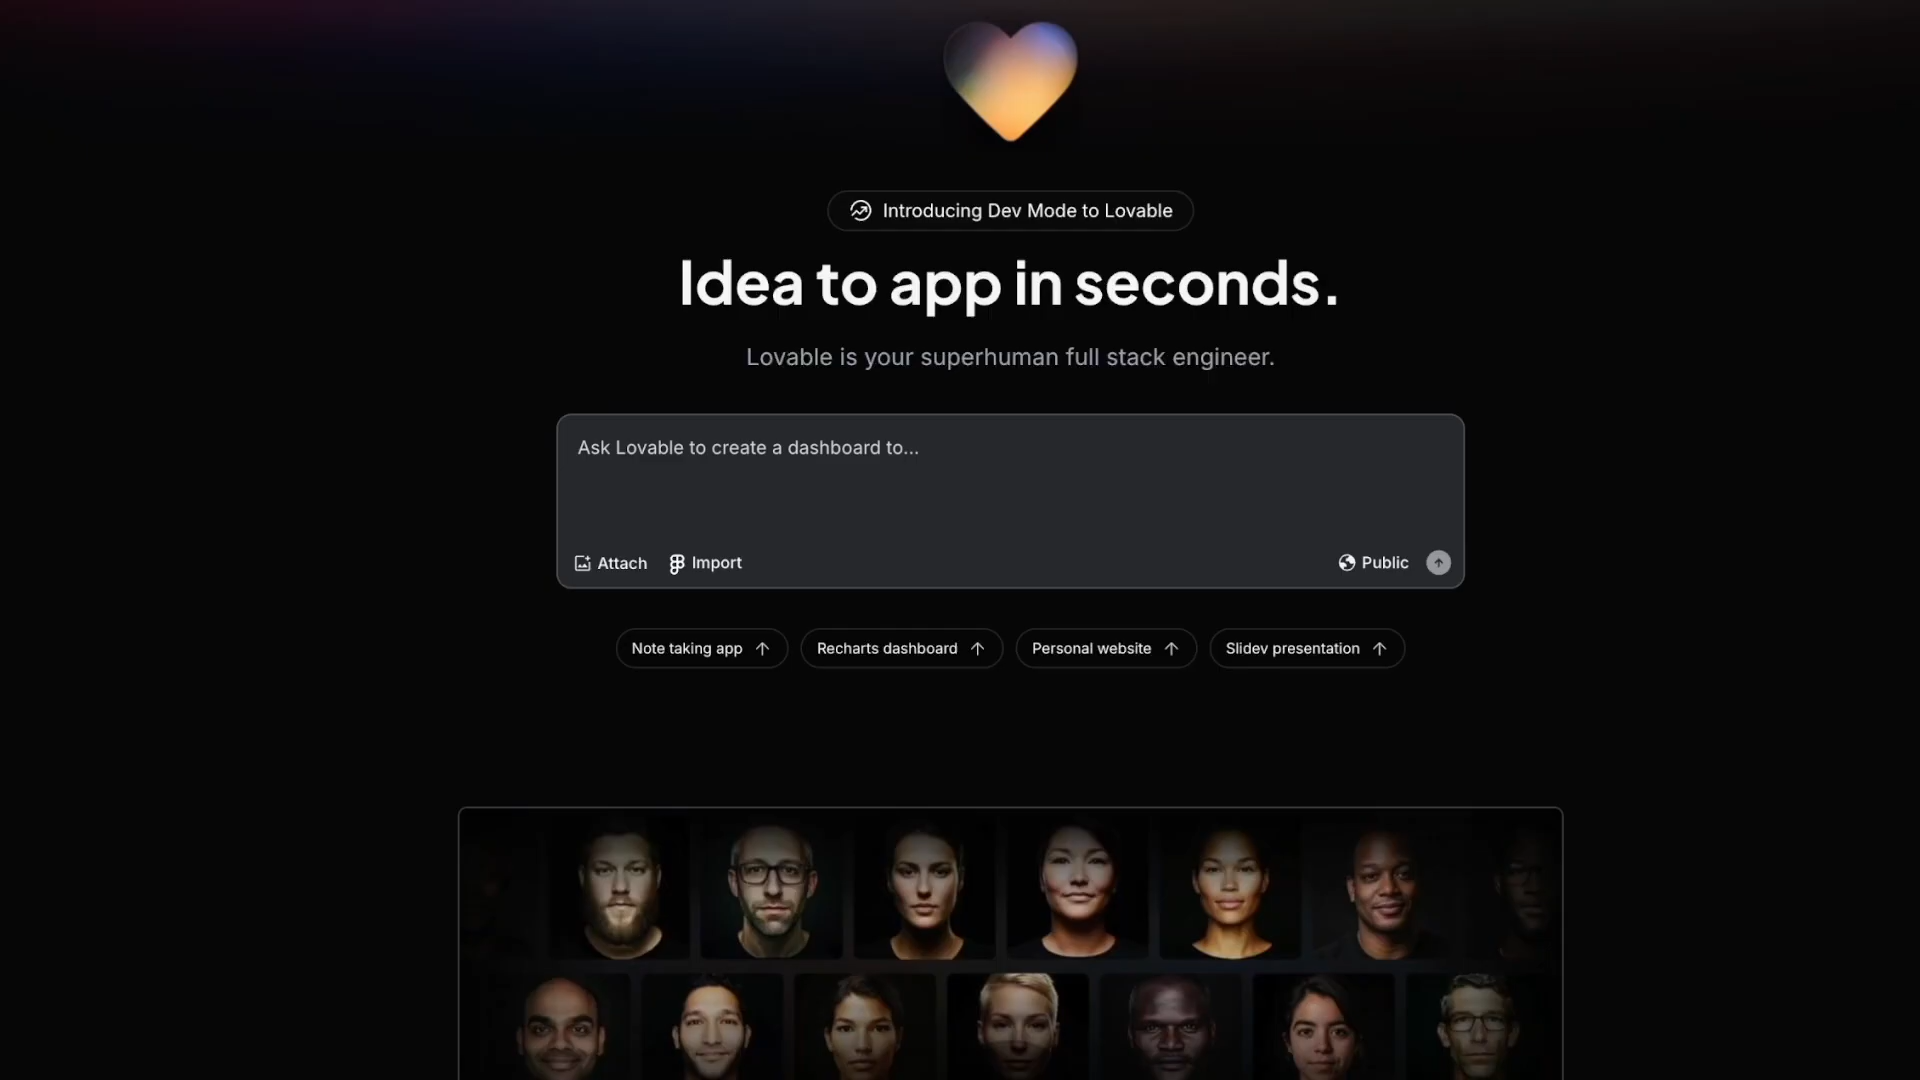 Introducing Dev Mode to Lovable
Idea to app in seconds.
Lovable is your superhuman full stack engineer.
Ask Lovable to create a dashboard to...
Attach
Import
Public
Note taking app
Recharts dashboard
Personal website
Slidev presentation